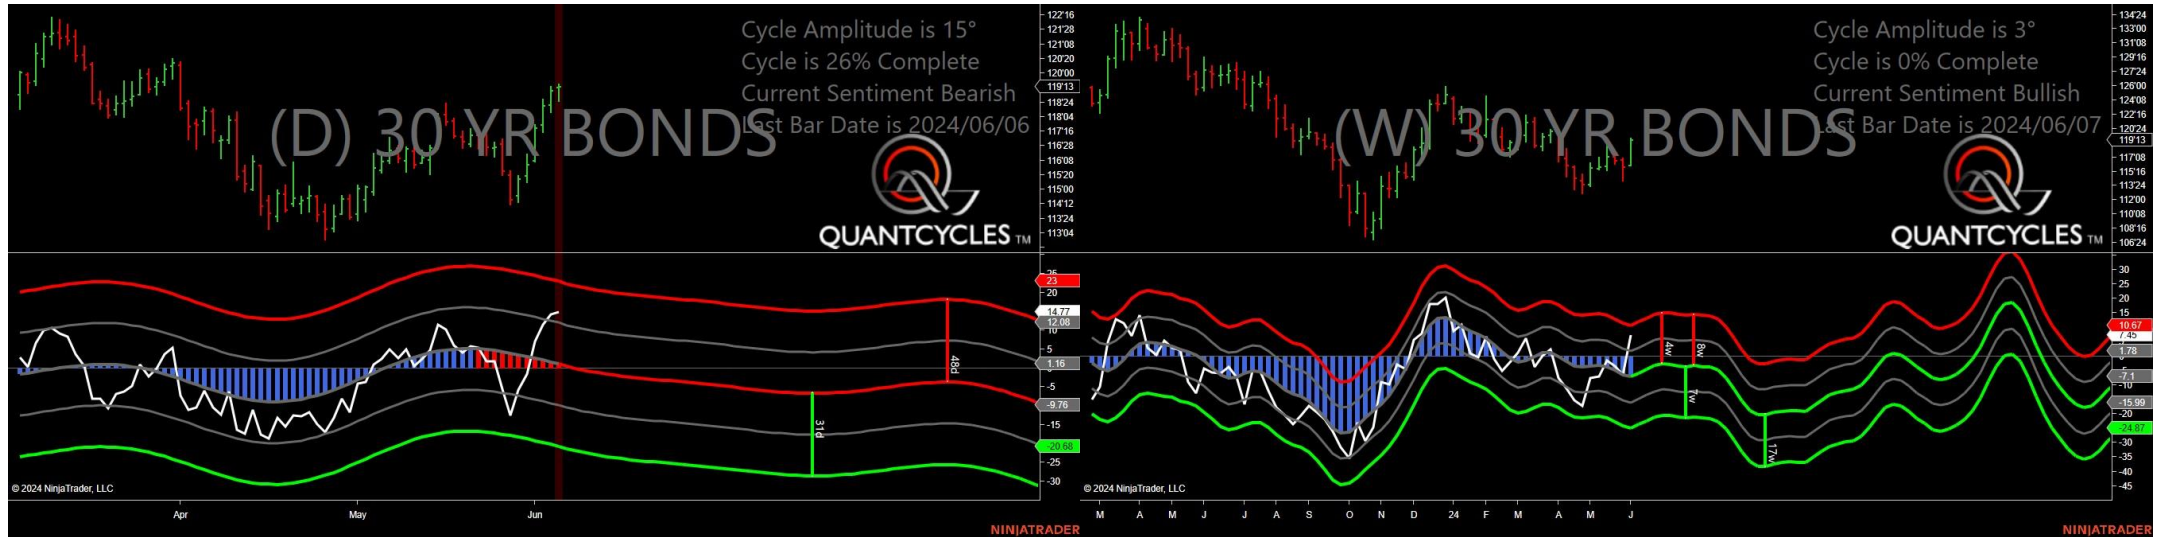 Cycle Amplitude is 15°
Cycle is 26% Complete
Current Sentiment Bearish
Last Bar Date is 2024/06/06
(D) 30 YR BONDS
QUANTCYCLES TM
122'16
121'28
121'08
120'20
120'00
119'13
118'24
118'04
117'16
116'28
116'08
115'20
115'00
114'12
113'24
113'04
25
23
20
14.77
12.08
10
5
1.16
-5
-9.76
-15
-20.68
-25
-30
48d
31d
© 2024 NinjaTrader, LLC
Apr
May
Jun
NINJATRADER
Cycle Amplitude is 3°
Cycle is 0% Complete
Current Sentiment Bullish
Last Bar Date is 2024/06/07
(W) 30 YR BONDS
QUANTCYCLES TM
134'24
133'00
131'08
129'16
127'24
126'00
124'08
122'16
120'24
119'13
117'08
115'16
113'24
112'00
110'08
108'16
106'24
30
25
20
15
10.67
7.45
1.78
-7.1
-10
-15.99
-20
-24.87
-30
-35
-40
-45
4w
8w
7w
17w
© 2024 NinjaTrader, LLC
M A M J J A S O N D 24 F M A M J
NINJATRADER